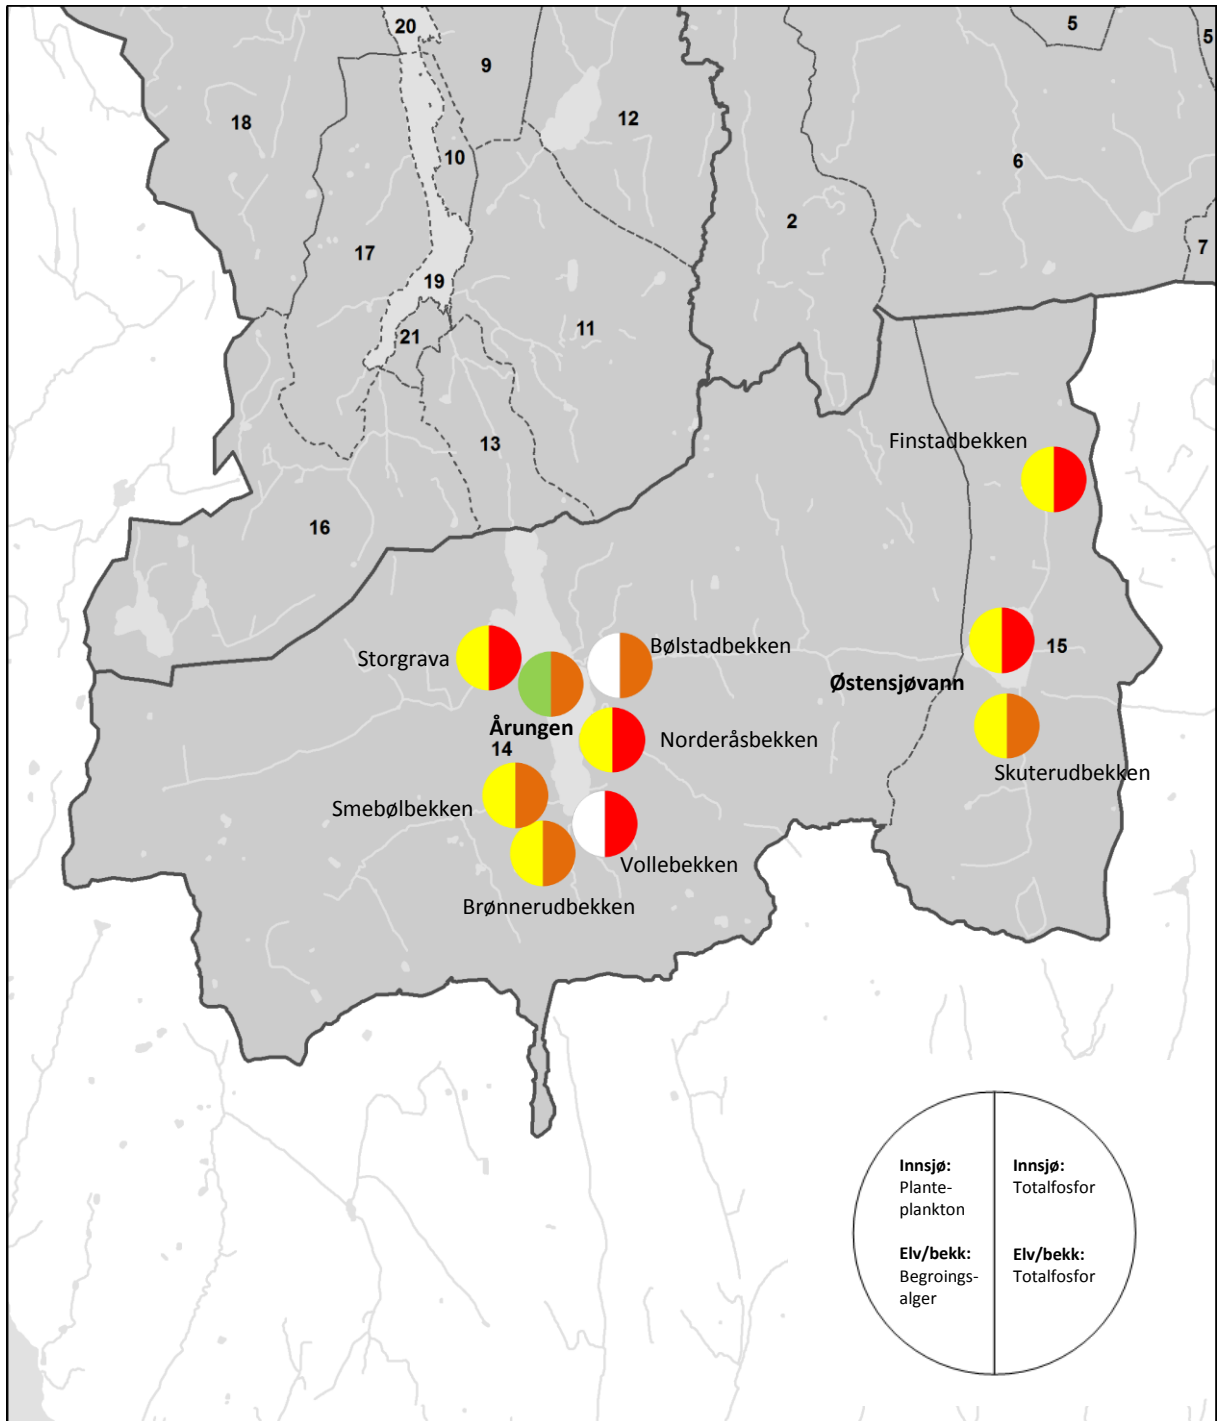 20
5
5
9
18
12
10
6
2
17
7
19
11
21
Finstadbekken
13
16
Bølstadbekken
Storgrava
15
Østensjøvann
Årungen
Norderåsbekken
14
Skuterudbekken
Smebølbekken
Vollebekken
Brønnerudbekken
Innsjø:
Plante-
plankton
Elv/bekk:
Begroings-
alger
Innsjø:
Totalfosfor
Elv/bekk:
Totalfosfor